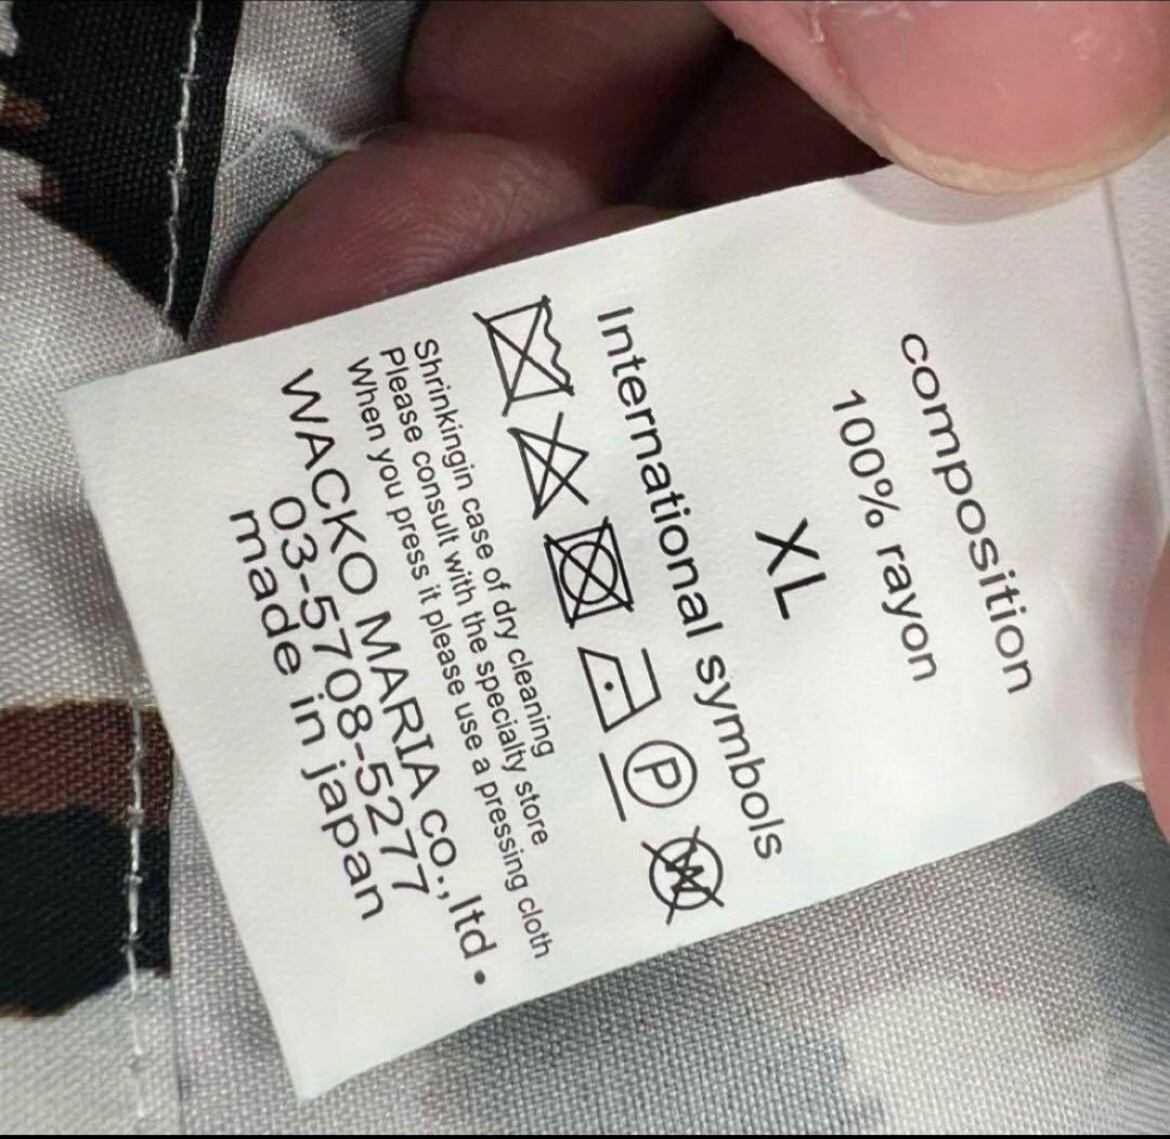 composition
100% rayon
XL
International symbols
P
W
Shrinkingin case of dry cleaning
Please consult with the specialty store
When you press it please use a pressing cloth
WACKO MARIA co.,ltd •
03-5708-5277
made in japan